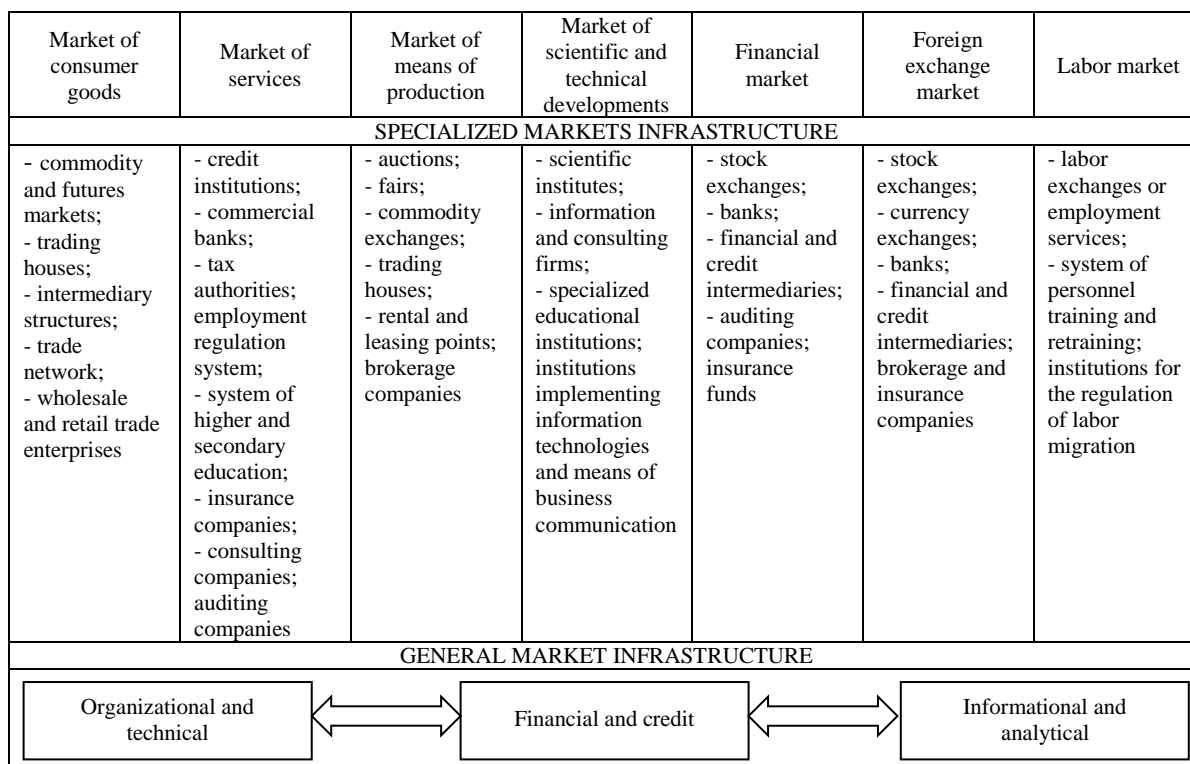 Market of
consumer
goods
Market of
services
Market of
means of
production
Market of
scientific and
technical
developments
Financial
market
Foreign
exchange
market
Labor market
SPECIALIZED MARKETS INFRASTRUCTURE
- commodity
and futures
markets;
- trading
houses;
- intermediary
structures;
- trade
network;
- wholesale
and retail trade
enterprises
- credit
institutions;
- commercial
banks;
- tax
authorities;
employment
regulation
system;
- system of
higher and
secondary
education;
- insurance
companies;
- consulting
companies;
auditing
companies
- auctions;
- fairs;
- commodity
exchanges;
- trading
houses;
- rental and
leasing points;
brokerage
companies
- scientific
institutes;
- information
and consulting
firms;
- specialized
educational
institutions;
institutions
implementing
information
technologies
and means of
business
communication
- stock
exchanges;
- banks;
- financial and
credit
intermediaries;
- auditing
companies;
insurance
funds
- stock
exchanges;
- currency
exchanges;
- banks;
- financial and
credit
intermediaries;
brokerage and
insurance
companies
- labor
exchanges or
employment
services;
- system of
personnel
training and
retraining;
institutions for
the regulation
of labor
migration
GENERAL MARKET INFRASTRUCTURE
Organizational and
technical
Financial and credit
Informational and
analytical